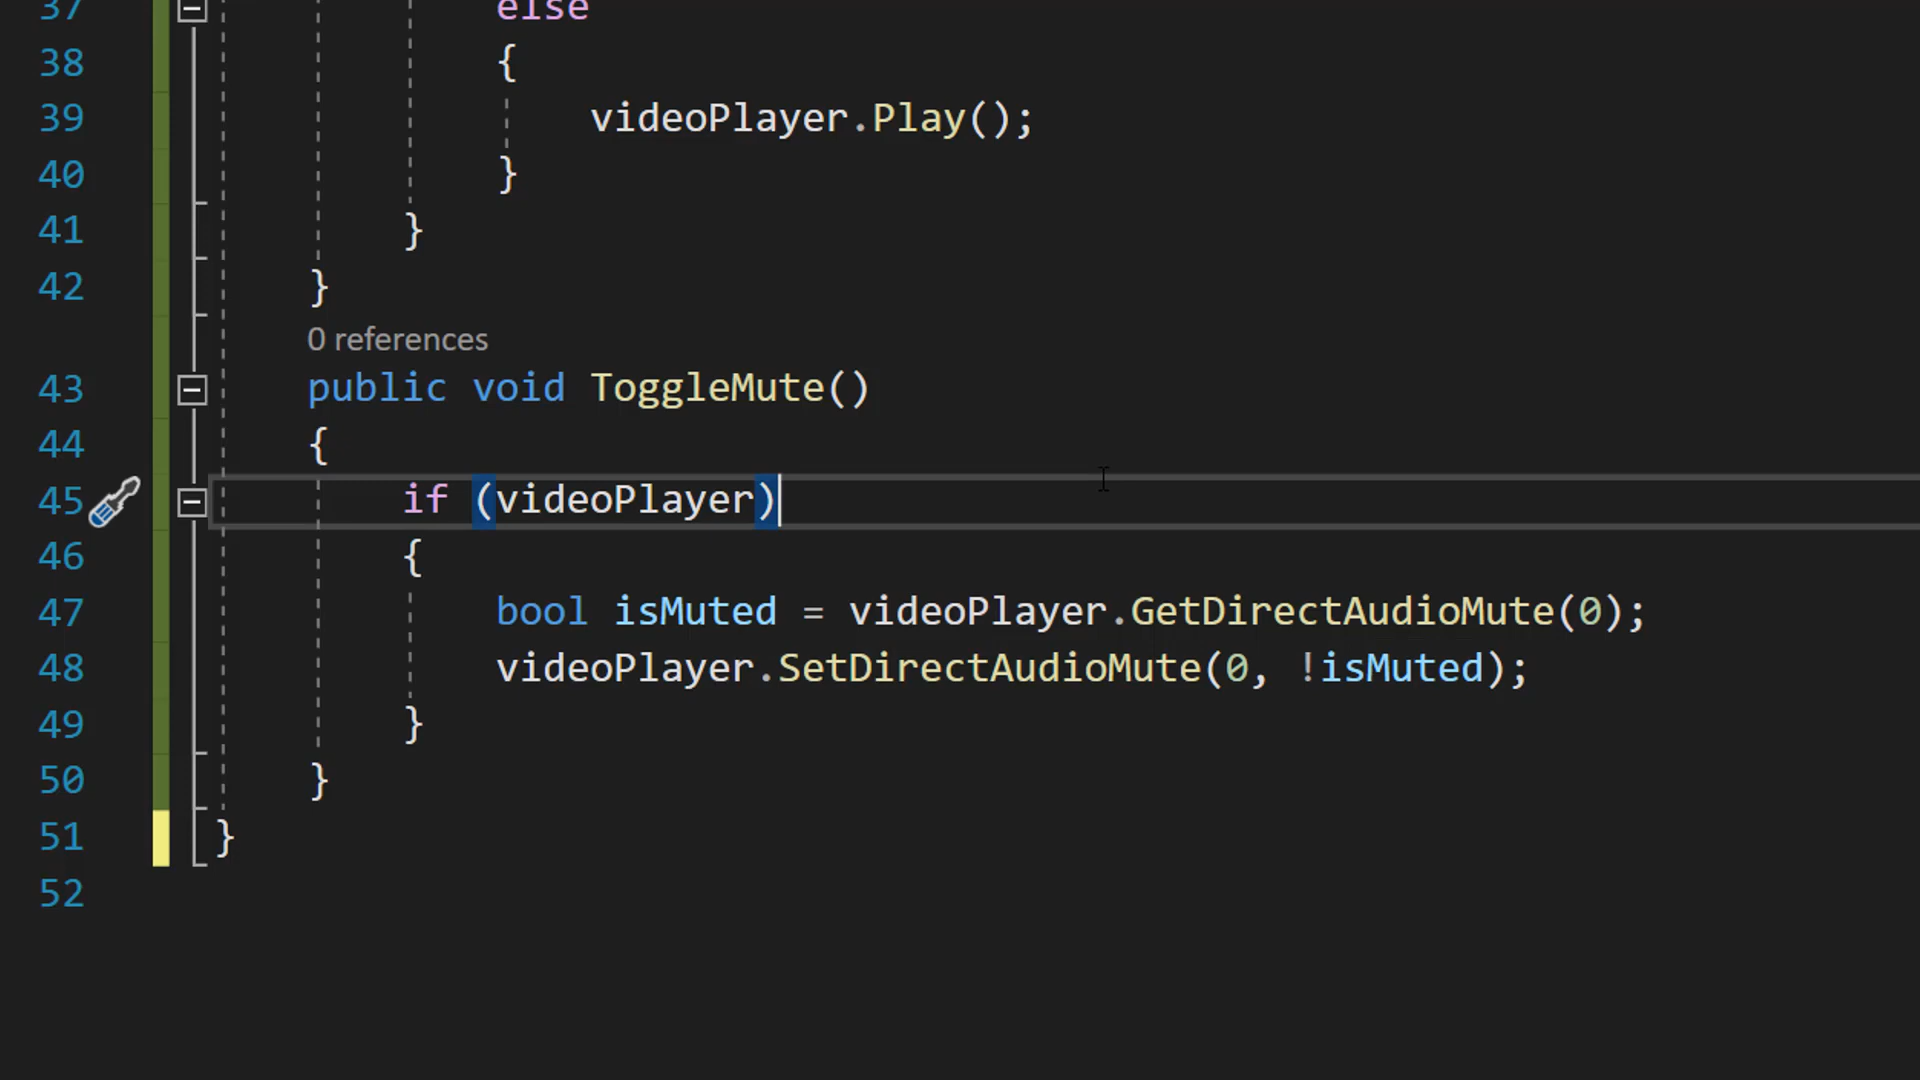 37 else
38 {
39 videoPlayer.Play();
40 }
41 }
42 }
0 references
43 public void ToggleMute()
44 {
45 if (videoPlayer)
46 {
47 bool isMuted = videoPlayer.GetDirectAudioMute(0);
48 videoPlayer.SetDirectAudioMute(0, !isMuted);
49 }
50 }
51 }
52